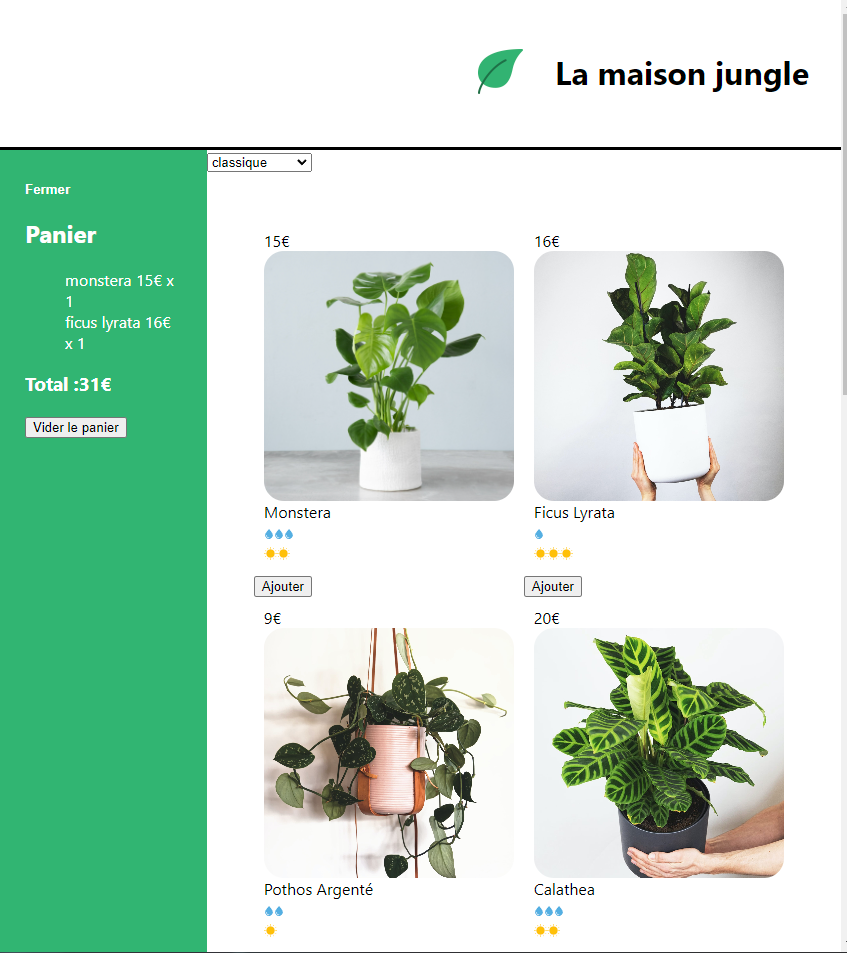 La maison jungle
classique
Fermer
Panier
monstera 15€ x
1
ficus lyrata 16€
x 1
Total :31€
Vider le panier
15€
16€
Monstera
Ficus Lyrata
Ajouter
Ajouter
9€
20€
Pothos Argenté
Calathea